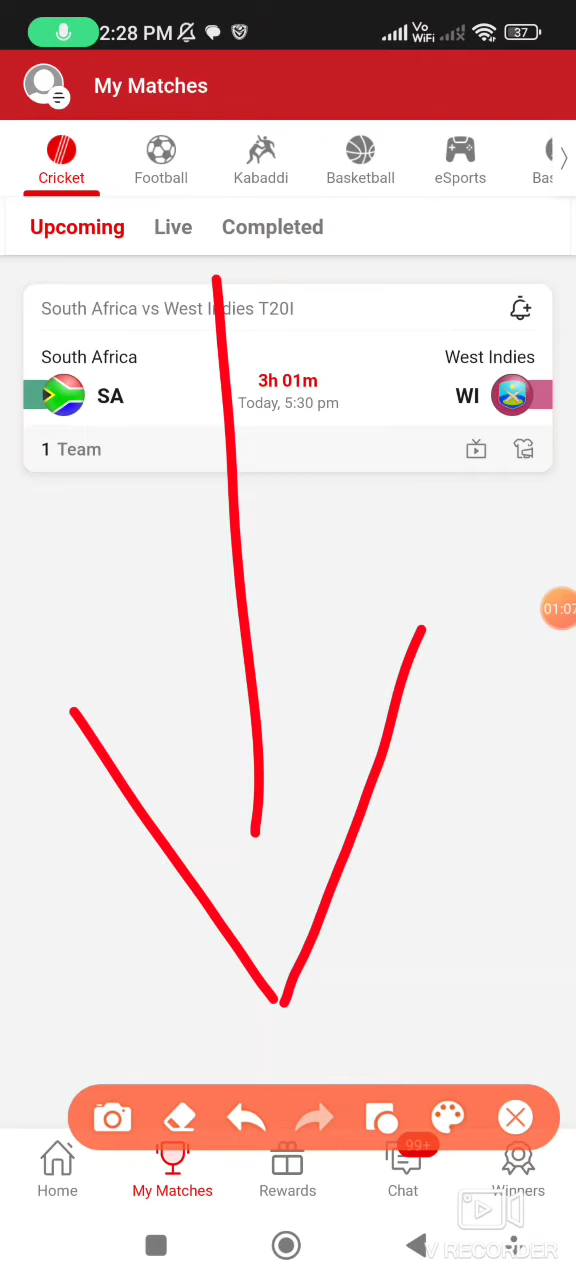 2:28 PM Vo WiFi 37
My Matches
Cricket Football Kabaddi Basketball eSports Bas
Upcoming Live Completed
South Africa vs West Indies T20I
South Africa West Indies
SA 3h 01m WI
Today, 5:30 pm
1 Team
01:07
99+
Home My Matches Rewards Chat Winners
V RECORDER